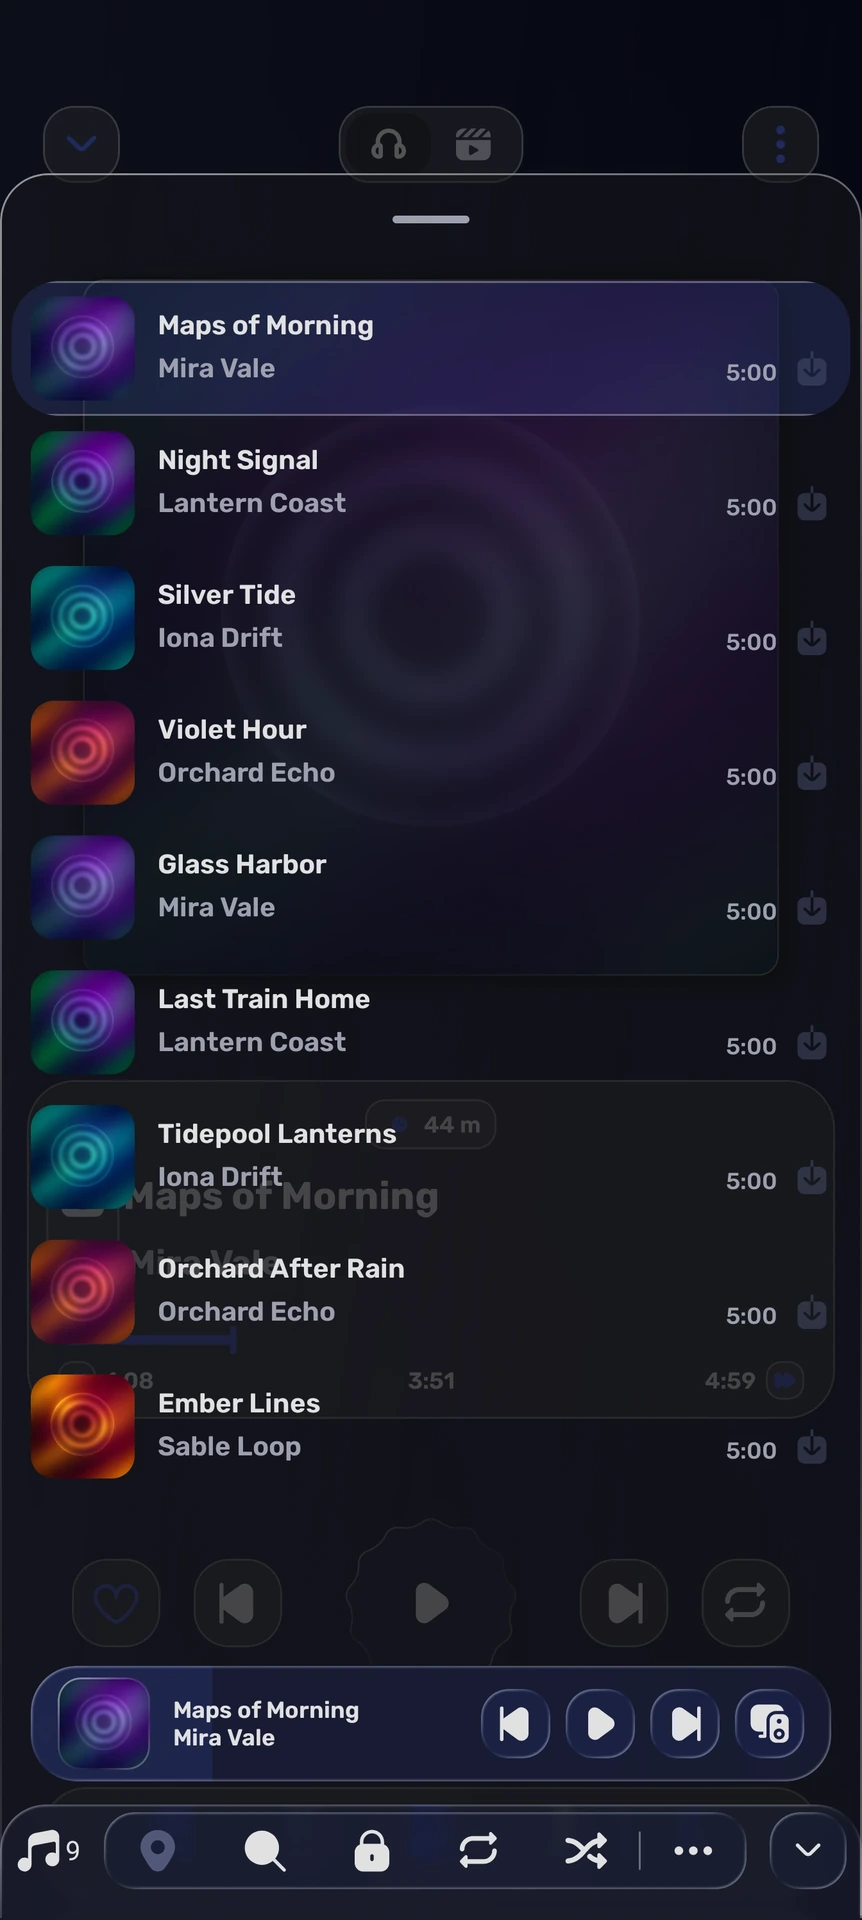 Maps of Morning
Mira Vale
5:00
Night Signal
Lantern Coast
5:00
Silver Tide
Iona Drift
5:00
Violet Hour
Orchard Echo
5:00
Glass Harbor
Mira Vale
5:00
Last Train Home
Lantern Coast
5:00
44 m
Tidepool Lanterns
Iona Drift
5:00
Maps of Morning
Mira Vale
Orchard After Rain
Orchard Echo
5:00
:08
3:51
4:59
Ember Lines
Sable Loop
5:00
Maps of Morning
Mira Vale
9